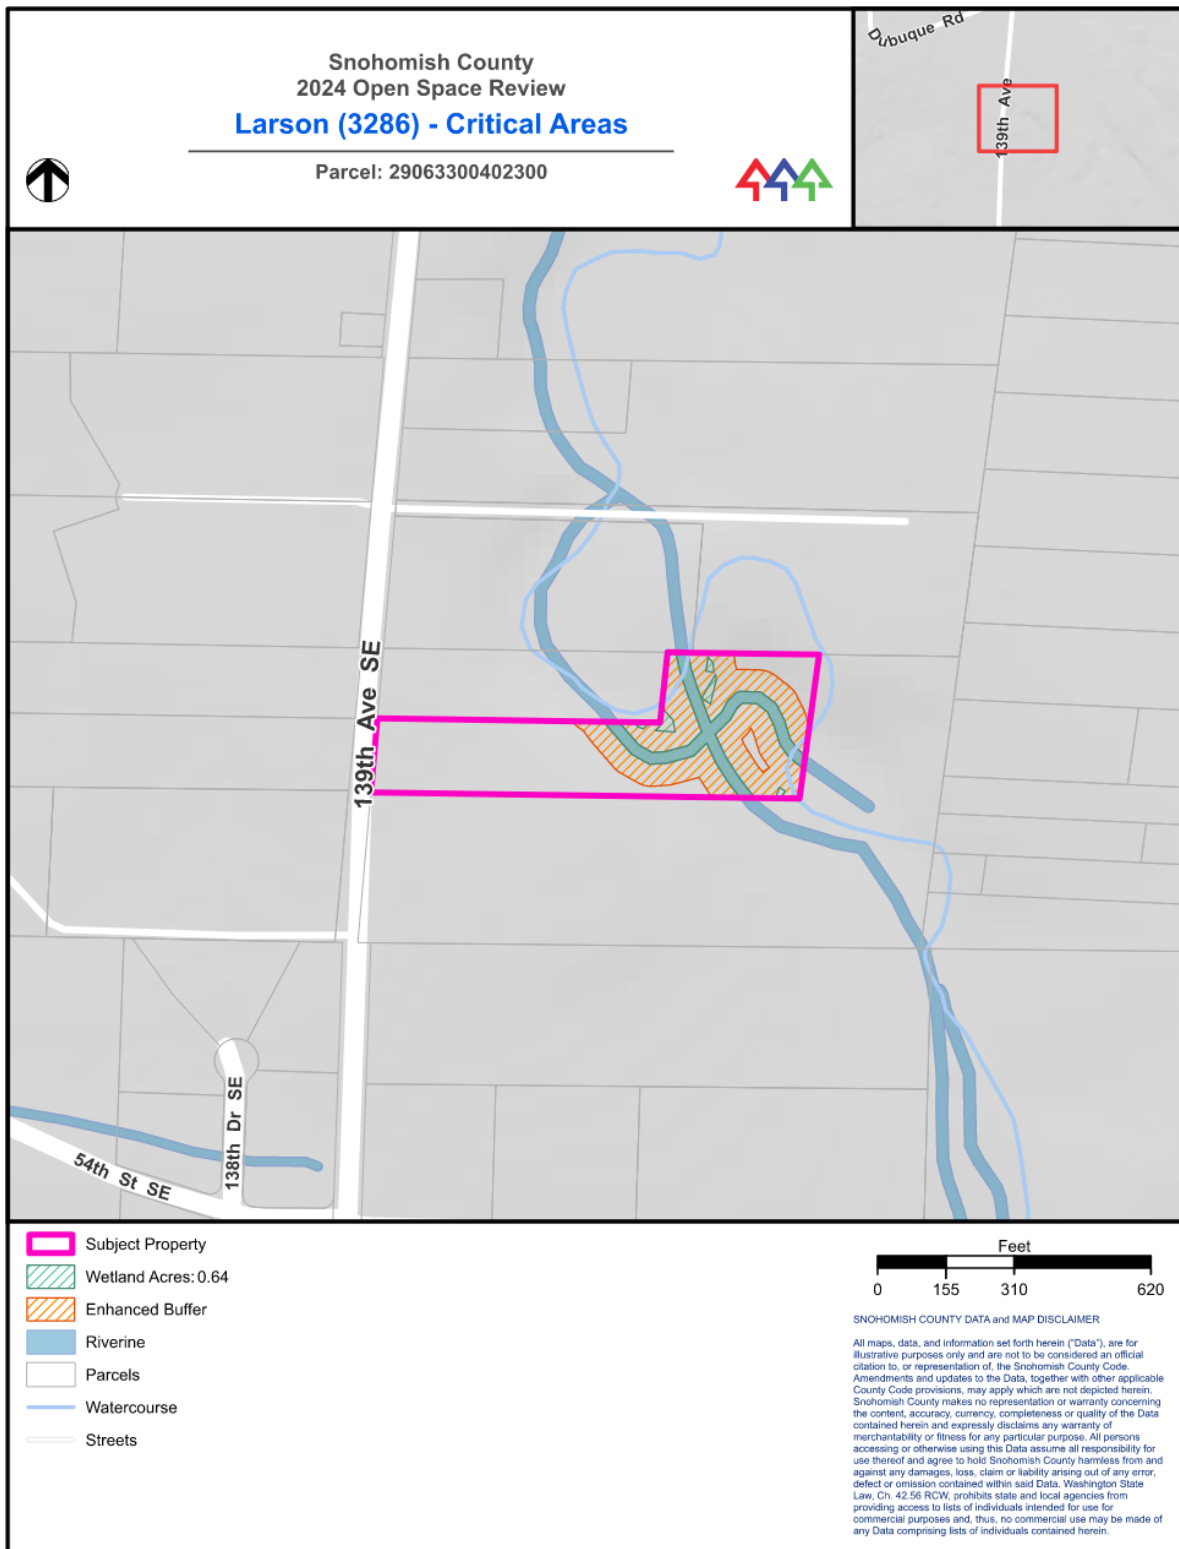 Snohomish County
2024 Open Space Review
Larson (3286) - Critical Areas
Parcel: 29063300402300
Dubuque Rd
139th Ave
139th Ave SE
138th Dr SE
54th St SE
Subject Property
Wetland Acres: 0.64
Enhanced Buffer
Riverine
Parcels
Watercourse
Streets
Feet
0 155 310 620
SNOHOMISH COUNTY DATA and MAP DISCLAIMER
All maps, data, and information set forth herein ("Data"), are for
illustrative purposes only and are not to be considered an official
citation to, or representation of, the Snohomish County Code.
Amendments and updates to the Data, together with other applicable
County Code provisions, may apply which are not depicted herein.
Snohomish County makes no representation or warranty concerning
the content, accuracy, currency, completeness or quality of the Data
contained herein and expressly disclaims any warranty of
merchantability or fitness for any particular purpose. All persons
accessing or otherwise using this Data assume all responsibility for
use thereof and agree to hold Snohomish County harmless from and
against any damages, loss, claim or liability arising out of any error,
defect or omission contained within said Data. Washington State
Law, Ch. 42.56 RCW, prohibits state and local agencies from
providing access to lists of individuals intended for use for
commercial purposes and, thus, no commercial use may be made of
any Data comprising lists of individuals contained herein.